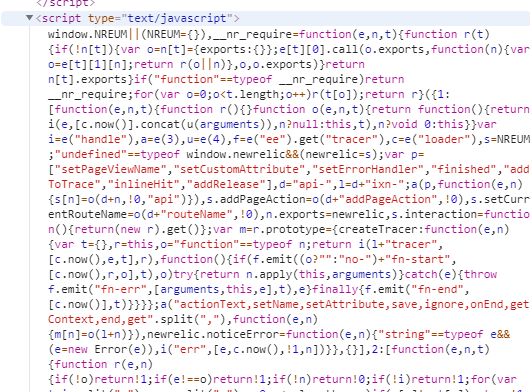 </script>
▼<script type="text/javascript">
window.NREUM||(NREUM={}),__nr_require=function(e,n,t){function r(t)
{if(!n[t]){var o=n[t]={exports:{}};e[t][0].call(o.exports,function(n){var
o=e[t][1][n];return r(o||n)},o,o.exports)}return
n[t].exports}if("function"==typeof __nr_require)return
__nr_require;for(var o=0;o<t.length;o++)r(t[o]);return r}({1:
[function(e,n,t){function r(){}function o(e,n,t){return function(){return
i(e,[c.now()].concat(u(arguments)),n?null:this,t),n?void 0:this}}var
i=e("handle"),a=e(3),u=e(4),f=e("ee").get("tracer"),c=e("loader"),s=NREUM
;"undefined"==typeof window.newrelic&&(newrelic=s);var p=
["setPageViewName","setCustomAttribute","setErrorHandler","finished","add
ToTrace","inlineHit","addRelease"],d="api-",l=d+"ixn-";a(p,function(e,n)
{s[n]=o(d+n,!0,"api")}),s.addPageAction=o(d+"addPageAction",!0),s.setCurr
entRouteName=o(d+"routeName",!0),n.exports=newrelic,s.interaction=functio
n(){return(new r).get()};var m=r.prototype={createTracer:function(e,n)
{var t={},r=this,o="function"==typeof n;return i(l+"tracer",
[c.now(),e,t],r),function(){if(f.emit((o?"":"no-")+"fn-start",
[c.now(),r,o],t),o)try{return n.apply(this,arguments)}catch(e){throw
f.emit("fn-err",[arguments,this,e],t),e}finally{f.emit("fn-end",
[c.now()],t)}}}};a("actionText,setName,setAttribute,save,ignore,onEnd,get
Context,end,get".split(","),function(e,n)
{m[n]=o(l+n)}),newrelic.noticeError=function(e,n){"string"==typeof e&&
(e=new Error(e)),i("err",[e,c.now(),!1,n])}},{}],2:[function(e,n,t)
{function r(e,n)
{if(!o)return!1;if(e!==o)return!1;if(!n)return!0;if(!i)return!1;for(var